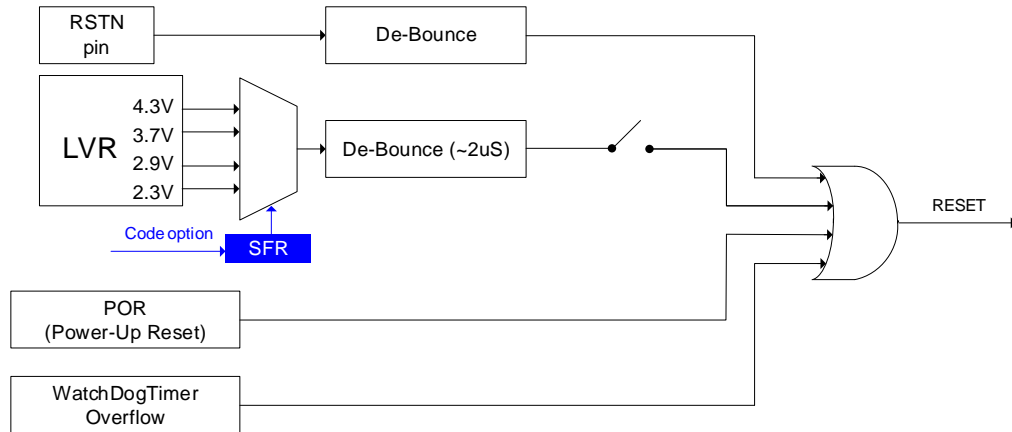 RSTN
pin
De-Bounce
LVR
4.3V
3.7V
2.9V
2.3V
De-Bounce (~2uS)
Code option
SFR
RESET
POR
(Power-Up Reset)
WatchDogTimer
Overflow